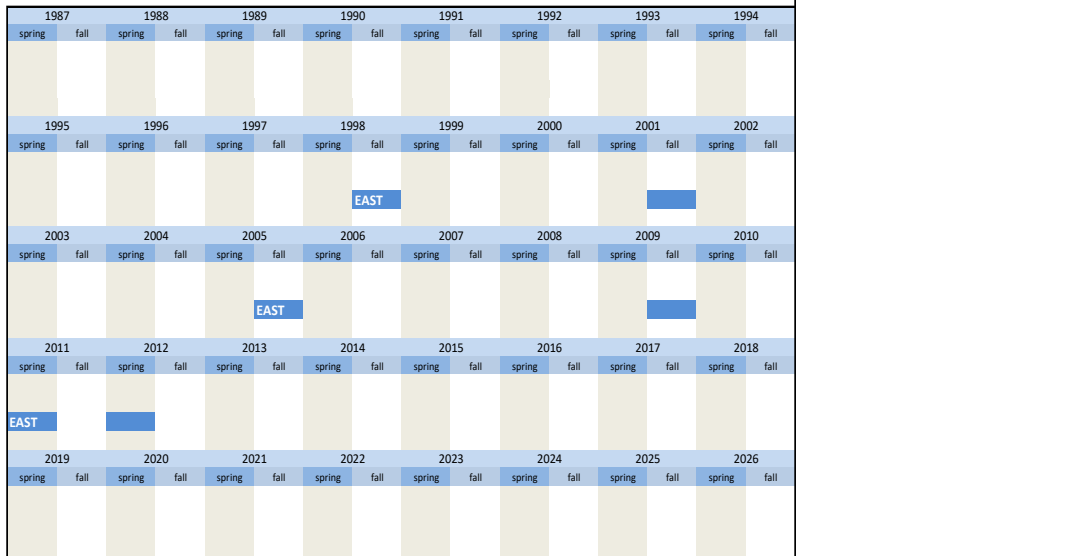 1987 1988 1989 1990 1991 1992 1993 1994
spring fall spring fall spring fall spring fall spring fall spring fall spring fall spring fall
1995 1996 1997 1998 1999 2000 2001 2002
spring fall spring fall spring fall spring fall spring fall spring fall spring fall spring fall
EAST
2003 2004 2005 2006 2007 2008 2009 2010
spring fall spring fall spring fall spring fall spring fall spring fall spring fall spring fall
EAST
2011 2012 2013 2014 2015 2016 2017 2018
spring fall spring fall spring fall spring fall spring fall spring fall spring fall spring fall
EAST
2019 2020 2021 2022 2023 2024 2025 2026
spring fall spring fall spring fall spring fall spring fall spring fall spring fall spring fall